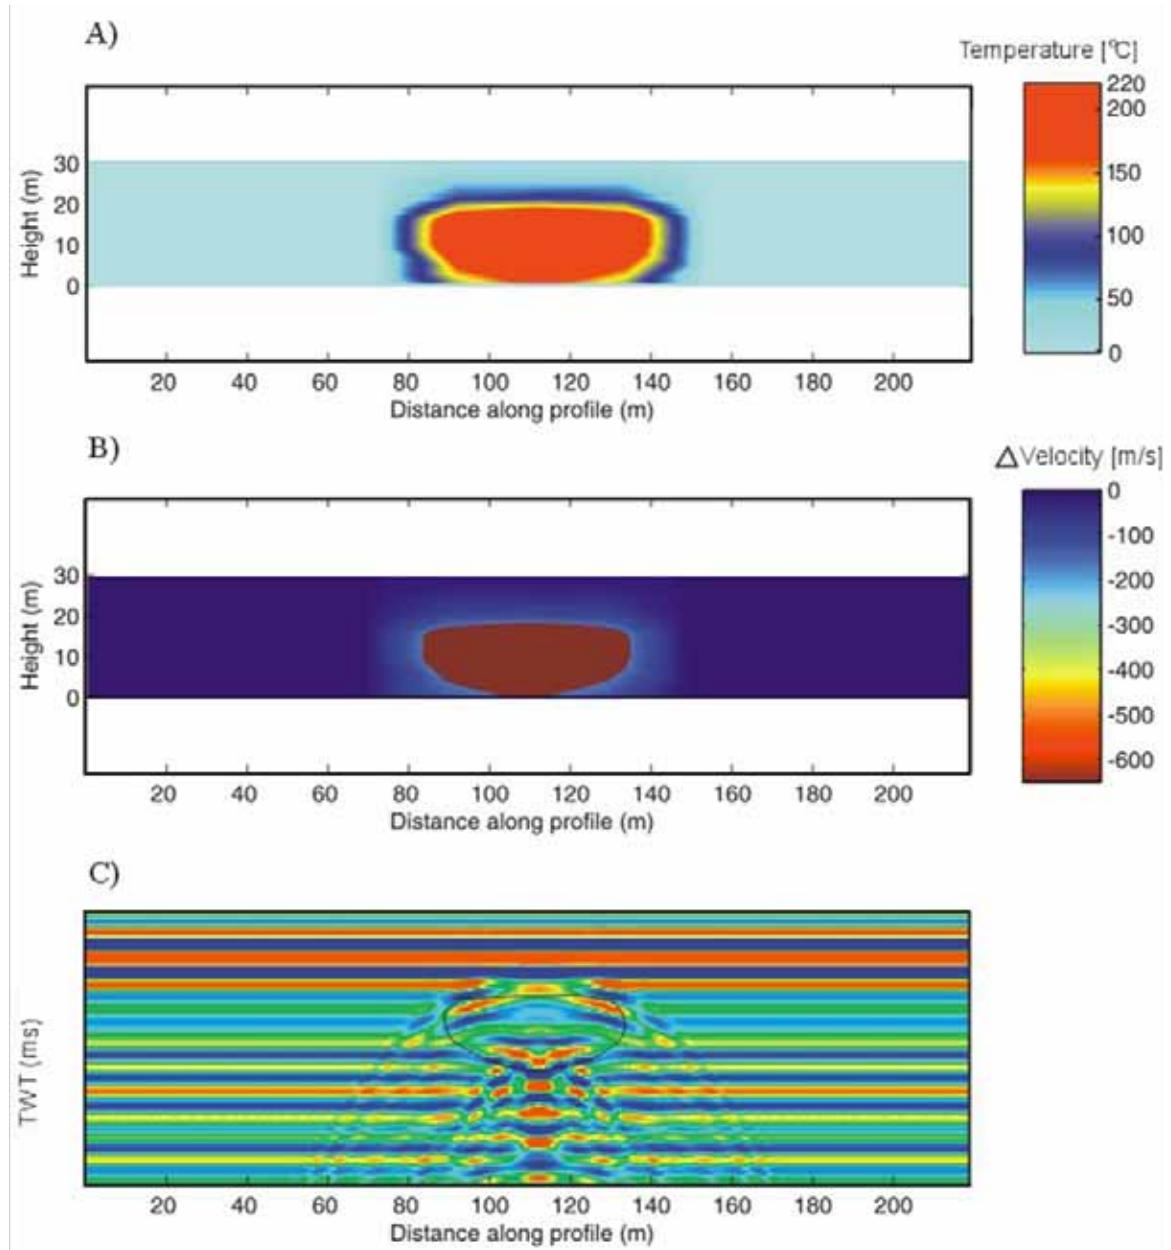 A)
Temperature [°C]
220
200
150
100
50
0
Height (m)
30
20
10
0
20 40 60 80 100 120 140 160 180 200
Distance along profile (m)
B)
△Velocity [m/s]
0
-100
-200
-300
-400
-500
-600
Height (m)
30
20
10
0
20 40 60 80 100 120 140 160 180 200
Distance along profile (m)
C)
TWT (ms)
20 40 60 80 100 120 140 160 180 200
Distance along profile (m)